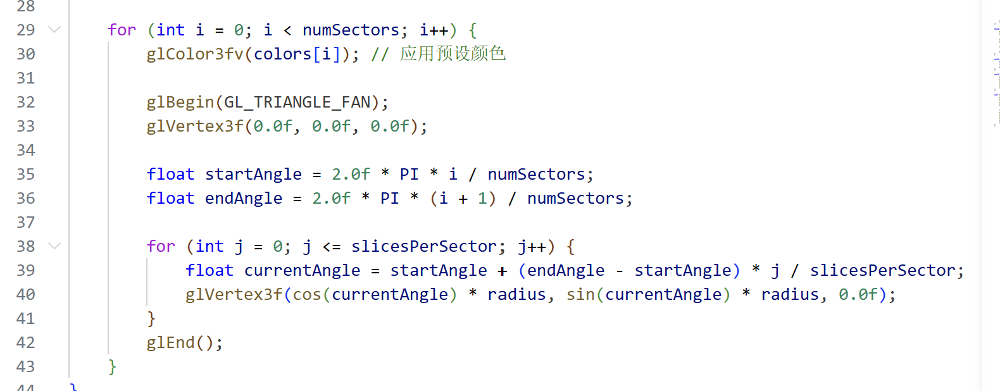 28
29 for (int i = 0; i < numSectors; i++) {
30 glColor3fv(colors[i]); // 应用预设颜色
31
32 glBegin(GL_TRIANGLE_FAN);
33 glVertex3f(0.0f, 0.0f, 0.0f);
34
35 float startAngle = 2.0f * PI * i / numSectors;
36 float endAngle = 2.0f * PI * (i + 1) / numSectors;
37
38 for (int j = 0; j <= slicesPerSector; j++) {
39 float currentAngle = startAngle + (endAngle - startAngle) * j / slicesPerSector;
40 glVertex3f(cos(currentAngle) * radius, sin(currentAngle) * radius, 0.0f);
41 }
42 glEnd();
43 }
44 }